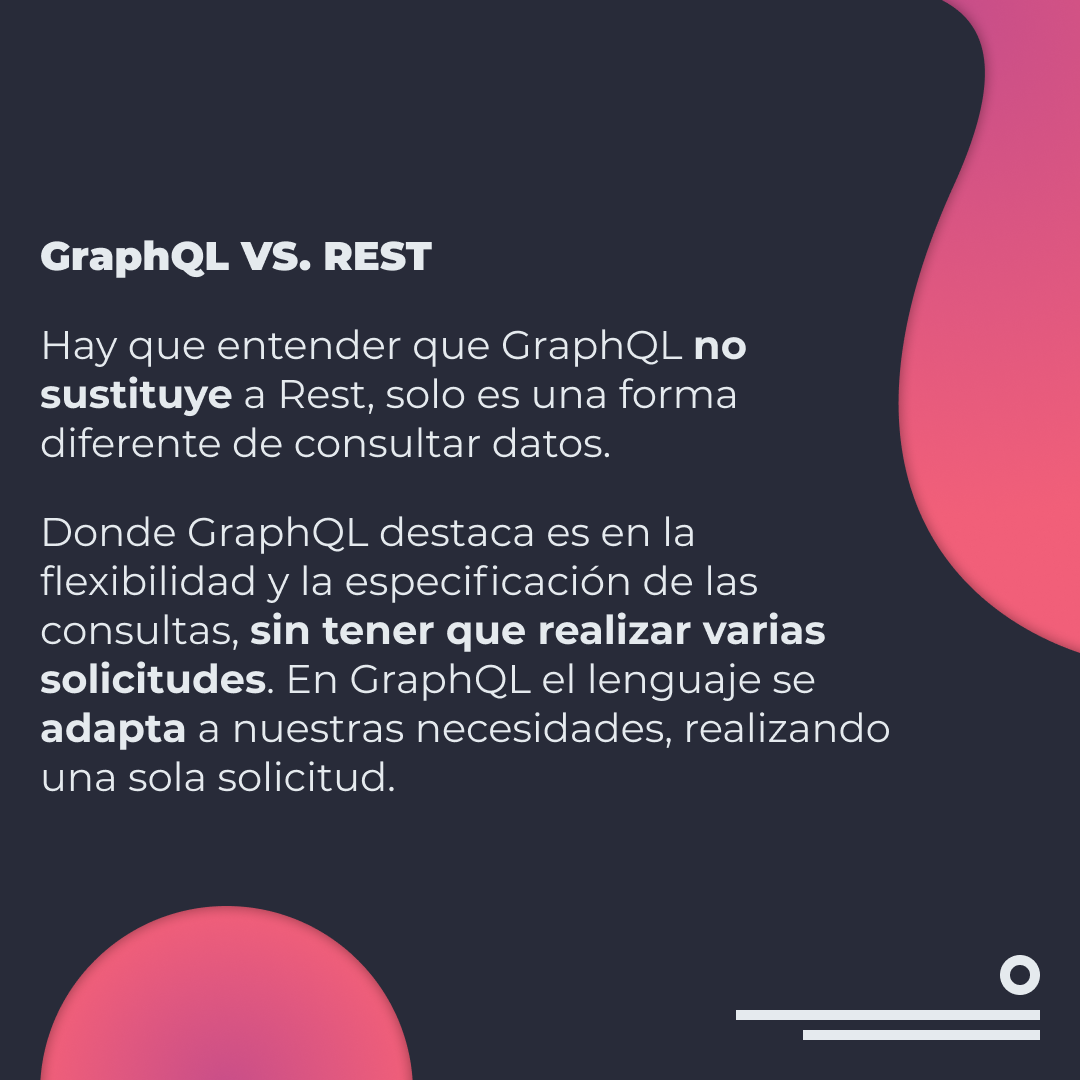 GraphQL VS. REST
Hay que entender que GraphQL no
sustituye a Rest, solo es una forma
diferente de consultar datos.
Donde GraphQL destaca es en la
flexibilidad y la especificación de las
consultas, sin tener que realizar varias
solicitudes. En GraphQL el lenguaje se
adapta a nuestras necesidades, realizando
una sola solicitud.